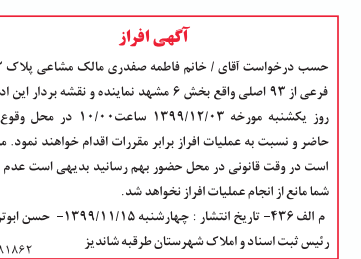 آگهی افراز
حسب درخواست آقای / خانم فاطمه صفدری مالک مشاعی پلاک
فرعی از ۹۳ اصلی واقع بخش ۶ مشهد نماینده و نقشه بردار این
روز یکشنبه مورخه ۱۳۹۹/۱۲/۰۳ ساعت۱۰/۰۰ در محل وقوع
حاضر و نسبت به عملیات افراز برابر مقررات اقدام خواهند نمود.
است در وقت قانونی در محل حضور بهم رسانید بدیهی است عدم
شما مانع از انجام عملیات افراز نخواهد شد.
م الف ۴۳۶- تاریخ انتشار : چهارشنبه ۱۳۹۹/۱۱/۱۵- حسن
رئیس ثبت اسناد و املاک شهرستان طرقبه شاندیز